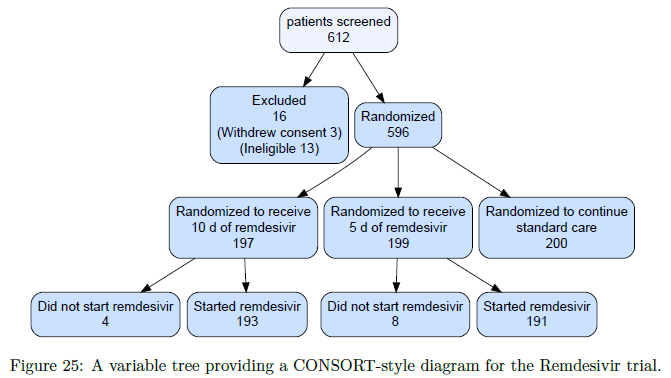 patients screened
612
Excluded
16
(Withdrew consent 3)
(Ineligible 13)
Randomized
596
Randomized to receive
10 d of remdesivir
197
Randomized to receive
5 d of remdesivir
199
Randomized to continue
standard care
200
Did not start remdesivir
4
Started remdesivir
193
Did not start remdesivir
8
Started remdesivir
191
Figure 25: A variable tree providing a CONSORT-style diagram for the Remdesivir trial.